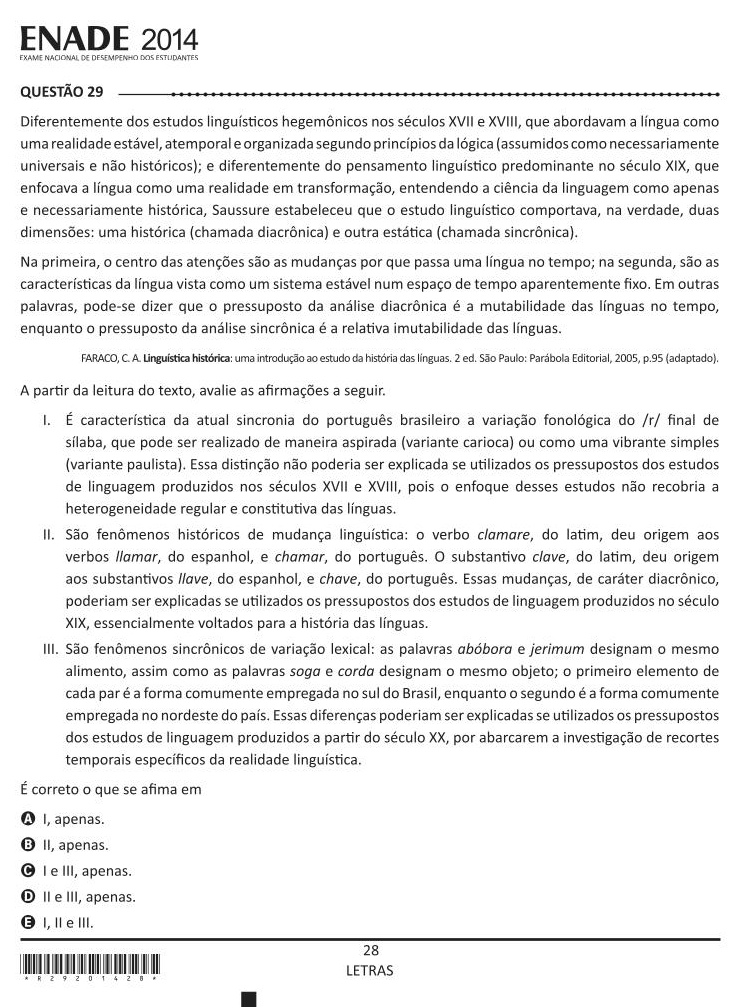 ENADE 2014
EXAME NACIONAL DE DESEMPENHO DOS ESTUDANTES
QUESTÃO 29
Diferentemente dos estudos linguísticos hegemônicos nos séculos XVII e XVIII, que abordavam a língua como
uma realidade estável, atemporal e organizada segundo princípios da lógica (assumidos como necessariamente
universais e não históricos); e diferentemente do pensamento linguístico predominante no século XIX, que
enfocava a língua como uma realidade em transformação, entendendo a ciência da linguagem como apenas
e necessariamente histórica, Saussure estabeleceu que o estudo linguístico comportava, na verdade, duas
dimensões: uma histórica (chamada diacrônica) e outra estática (chamada sincrônica).
Na primeira, o centro das atenções são as mudanças por que passa uma língua no tempo; na segunda, são as
características da língua vista como um sistema estável num espaço de tempo aparentemente fixo. Em outras
palavras, pode-se dizer que o pressuposto da análise diacrônica é a mutabilidade das línguas no tempo,
enquanto o pressuposto da análise sincrônica é a relativa imutabilidade das línguas.
FARACO, C. A. Linguística histórica: uma introdução ao estudo da história das línguas. 2 ed. São Paulo: Parábola Editorial, 2005, p.95 (adaptado).
A partir da leitura do texto, avalie as afirmações a seguir.
I. É característica da atual sincronia do português brasileiro a variação fonológica do /r/ final de
sílaba, que pode ser realizado de maneira aspirada (variante carioca) ou como uma vibrante simples
(variante paulista). Essa distinção não poderia ser explicada se utilizados os pressupostos dos estudos
de linguagem produzidos nos séculos XVII e XVIII, pois o enfoque desses estudos não recobria a
heterogeneidade regular e constitutiva das línguas.
II. São fenômenos históricos de mudança linguística: o verbo clamare, do latim, deu origem aos
verbos llamar, do espanhol, e chamar, do português. O substantivo clave, do latim, deu origem
aos substantivos llave, do espanhol, e chave, do português. Essas mudanças, de caráter diacrônico,
poderiam ser explicadas se utilizados os pressupostos dos estudos de linguagem produzidos no século
XIX, essencialmente voltados para a história das línguas.
III. São fenômenos sincrônicos de variação lexical: as palavras abóbora e jerimum designam o mesmo
alimento, assim como as palavras soga e corda designam o mesmo objeto; o primeiro elemento de
cada par é a forma comumente empregada no sul do Brasil, enquanto o segundo é a forma comumente
empregada no nordeste do país. Essas diferenças poderiam ser explicadas se utilizados os pressupostos
dos estudos de linguagem produzidos a partir do século XX, por abarcarem a investigação de recortes
temporais específicos da realidade linguística.
É correto o que se afima em
A I, apenas.
B II, apenas.
C I e III, apenas.
D II e III, apenas.
E I, II e III.
28
LETRAS
* R 2 9 2 0 1 4 2 8 *